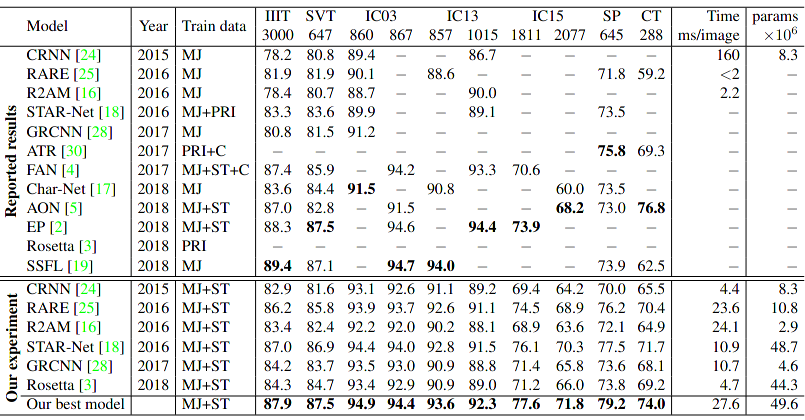 Model Year Train data IIIT SVT IC03 IC13 IC15 SP CT Time params
3000 647 860 867 857 1015 1811 2077 645 288 ms/image ×10⁶
Reported results
CRNN [24] 2015 MJ 78.2 80.8 89.4 – – 86.7 – – – – 160 8.3
RARE [25] 2016 MJ 81.9 81.9 90.1 – 88.6 – – – 71.8 59.2 <2 –
R2AM [16] 2016 MJ 78.4 80.7 88.7 – – 90.0 – – – – 2.2 –
STAR-Net [18] 2016 MJ+PRI 83.3 83.6 89.9 – – 89.1 – – 73.5 – – –
GRCNN [28] 2017 MJ 80.8 81.5 91.2 – – – – – – – – –
ATR [30] 2017 PRI+C – – – – – – – – 75.8 69.3 – –
FAN [4] 2017 MJ+ST+C 87.4 85.9 – 94.2 – 93.3 70.6 – – – – –
Char-Net [17] 2018 MJ 83.6 84.4 91.5 – 90.8 – – 60.0 73.5 – – –
AON [5] 2018 MJ+ST 87.0 82.8 – 91.5 – – – 68.2 73.0 76.8 – –
EP [2] 2018 MJ+ST 88.3 87.5 – 94.6 – 94.4 73.9 – – – – –
Rosetta [3] 2018 PRI – – – – – – – – – – – –
SSFL [19] 2018 MJ 89.4 87.1 – 94.7 94.0 – – – 73.9 62.5 – –
Our experiment
CRNN [24] 2015 MJ+ST 82.9 81.6 93.1 92.6 91.1 89.2 69.4 64.2 70.0 65.5 4.4 8.3
RARE [25] 2016 MJ+ST 86.2 85.8 93.9 93.7 92.6 91.1 74.5 68.9 76.2 70.4 23.6 10.8
R2AM [16] 2016 MJ+ST 83.4 82.4 92.2 92.0 90.2 88.1 68.9 63.6 72.1 64.9 24.1 2.9
STAR-Net [18] 2016 MJ+ST 87.0 86.9 94.4 94.0 92.8 91.5 76.1 70.3 77.5 71.7 10.9 48.7
GRCNN [28] 2017 MJ+ST 84.2 83.7 93.5 93.0 90.9 88.8 71.4 65.8 73.6 68.1 10.7 4.6
Rosetta [3] 2018 MJ+ST 84.3 84.7 93.4 92.9 90.9 89.0 71.2 66.0 73.8 69.2 4.7 44.3
Our best model MJ+ST 87.9 87.5 94.9 94.4 93.6 92.3 77.6 71.8 79.2 74.0 27.6 49.6